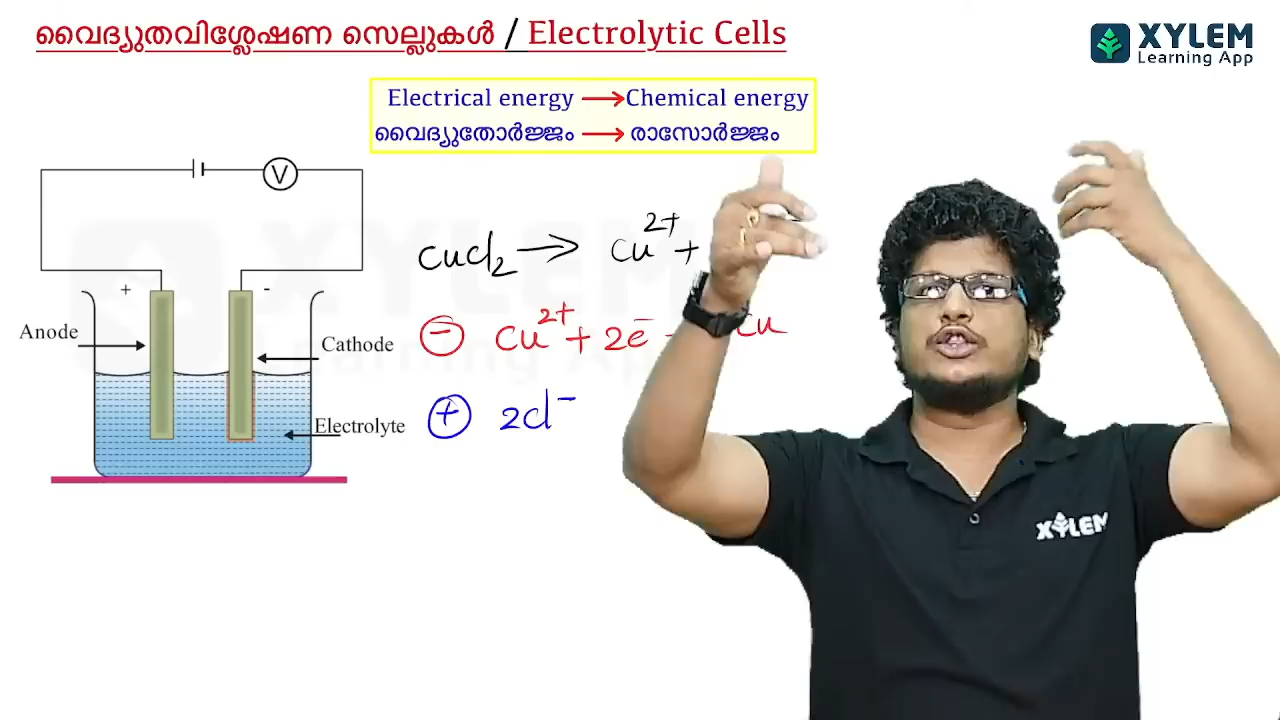 വൈദ്യുതവിശ്ലേഷണ സെല്ലുകൾ / Electrolytic Cells
XYLEM
Learning App
Electrical energy → Chemical energy
വൈദ്യുതോർജ്ജം → രാസോർജ്ജം
V
CuCl₂ → Cu²⁺ +
+ -
Anode
Cathode
⊖ Cu²⁺ + 2e⁻ Cu
Electrolyte
⊕ 2Cl⁻
XYLEM